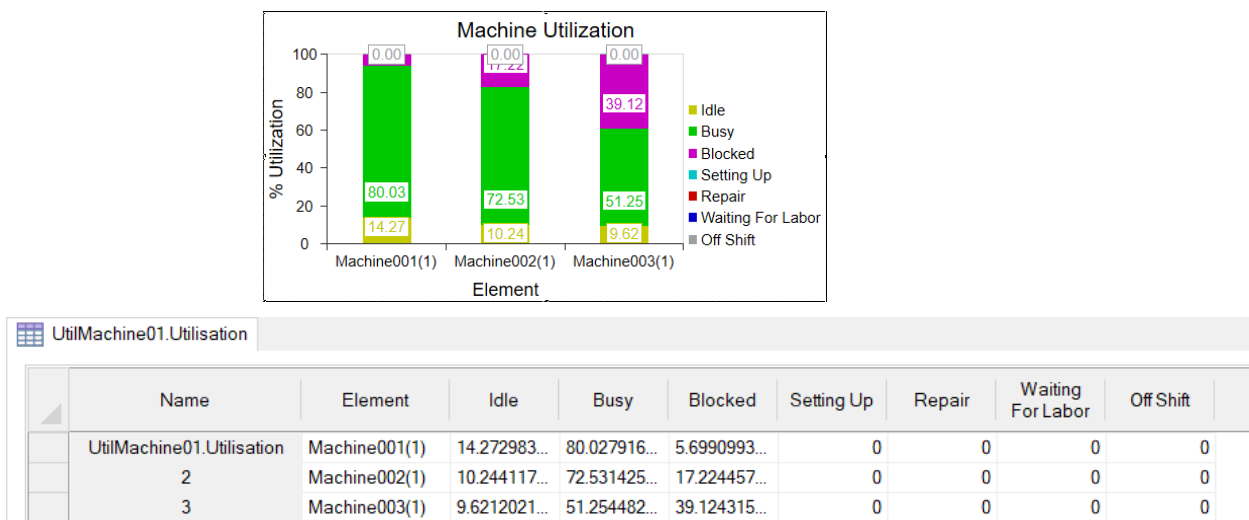 Machine Utilization
100
80
60
40
20
0
% Utilization
0.00 0.00 0.00
17.22
39.12
80.03 72.53 51.25
14.27 10.24 9.62
Machine001(1) Machine002(1) Machine003(1)
Element
Idle
Busy
Blocked
Setting Up
Repair
Waiting For Labor
Off Shift
UtilMachine01.Utilisation
Name Element Idle Busy Blocked Setting Up Repair Waiting For Labor Off Shift
UtilMachine01.Utilisation Machine001(1) 14.272983... 80.027916... 5.6990993... 0 0 0 0
2 Machine002(1) 10.244117... 72.531425... 17.224457... 0 0 0 0
3 Machine003(1) 9.6212021... 51.254482... 39.124315... 0 0 0 0